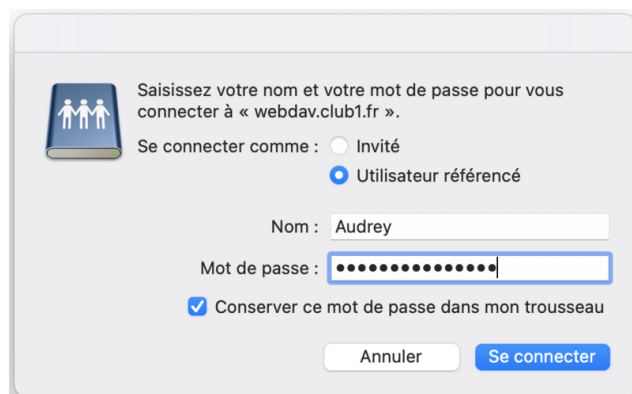 Saisissez votre nom et votre mot de passe pour vous
connecter à « webdav.club1.fr ».
Se connecter comme : Invité
Utilisateur référencé
Nom : Audrey
Mot de passe : •••••••••••••••
Conserver ce mot de passe dans mon trousseau
Annuler Se connecter